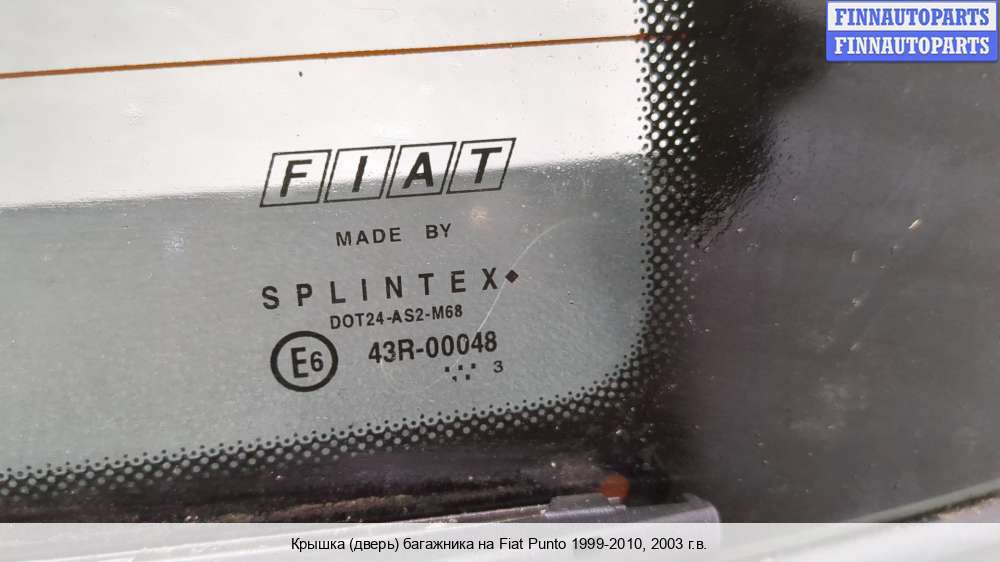 FINNAUTOPARTS
FINNAUTOPARTS
FIAT
MADE BY
SPLINTEX
DOT24-AS2-M68
E6 43R-00048
3
Крышка (дверь) багажника на Fiat Punto 1999-2010, 2003 г.в.